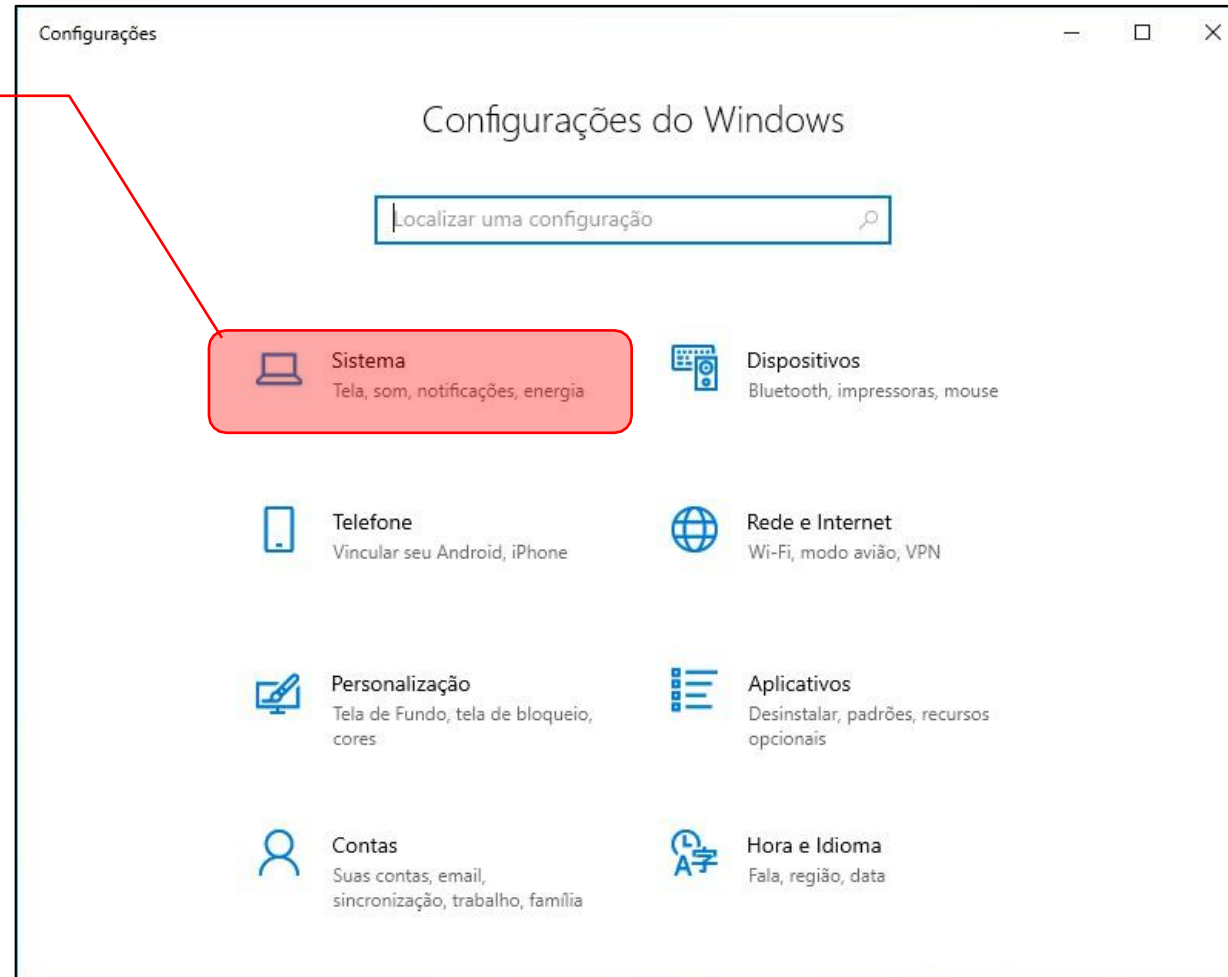 Configurações
Configurações do Windows
Localizar uma configuração
Sistema
Tela, som, notificações, energia
Dispositivos
Bluetooth, impressoras, mouse
Telefone
Vincular seu Android, iPhone
Rede e Internet
Wi-Fi, modo avião, VPN
Personalização
Tela de Fundo, tela de bloqueio,
cores
Aplicativos
Desinstalar, padrões, recursos
opcionais
Contas
Suas contas, email,
sincronização, trabalho, família
Hora e Idioma
Fala, região, data